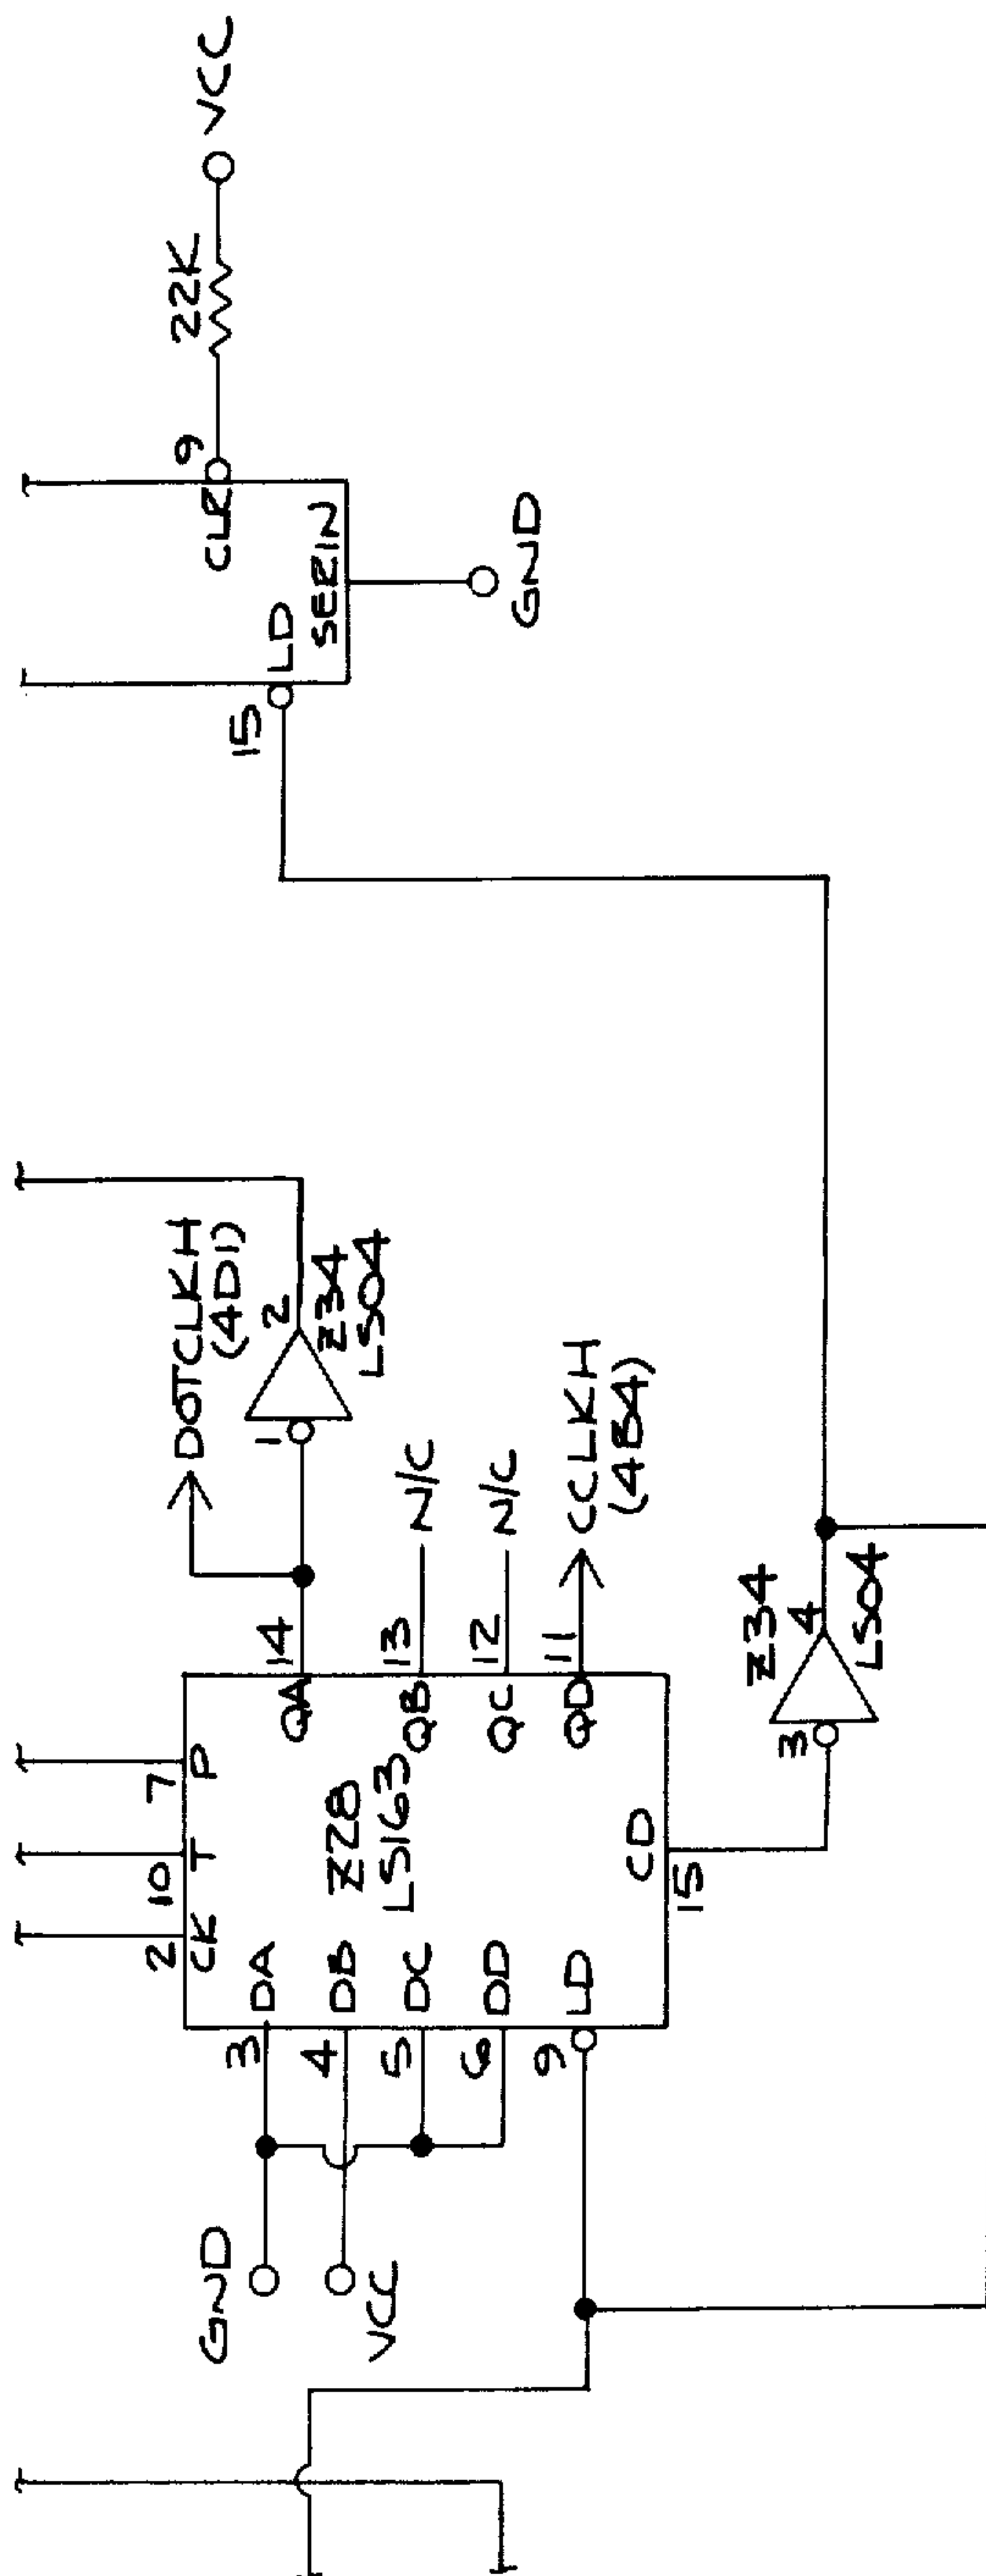 VCC
22K
9
CLR
SERIN
LD
15
GND
DOTCLKH
(4D1)
2
Z34
LS04
1
N/C
N/C
CCLKH
(4B4)
14
13
12
11
QA
QB
QC
QD
Z34
4
LS04
3
7
P
10
T
2
CK
Z28
LS163
CD
15
DA
DB
DC
DD
LD
3
4
5
6
9
GND
VCC